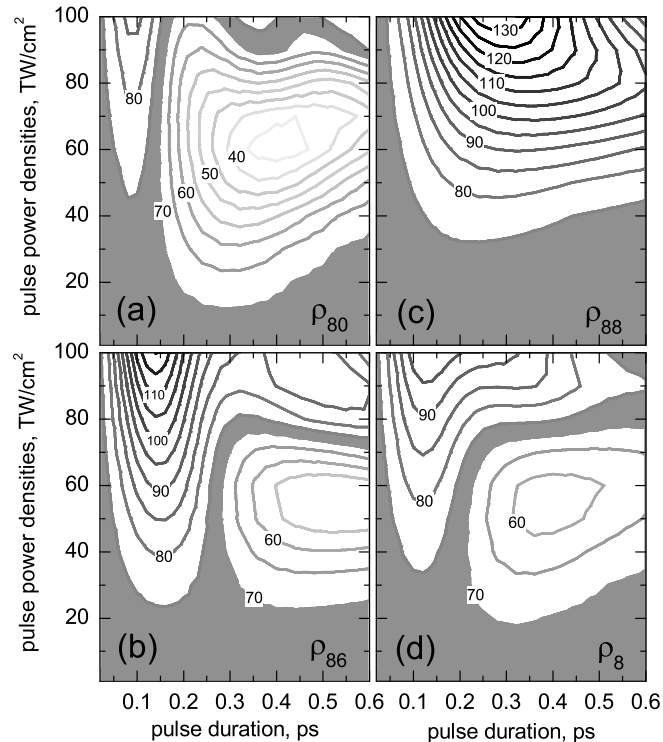 pulse power densities, TW/cm²
100
80
60
40
20
80
70
60
50
40
(a)
ρ80
130
120
110
100
90
80
(c)
ρ88
pulse power densities, TW/cm²
100
80
60
40
20
110
100
90
80
60
70
(b)
ρ86
90
80
60
70
(d)
ρ8
0.1 0.2 0.3 0.4 0.5 0.6 0.1 0.2 0.3 0.4 0.5 0.6
pulse duration, ps pulse duration, ps